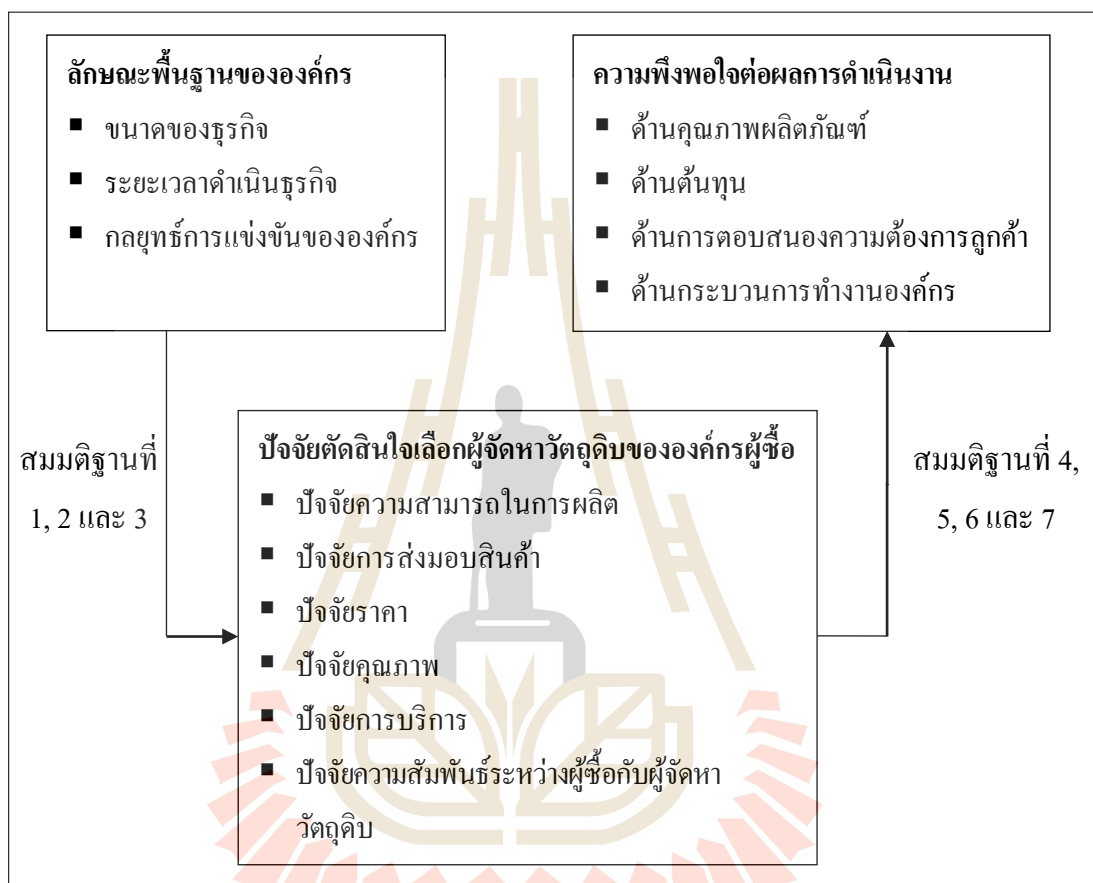 ลักษณะพื้นฐานขององค์กร
■ ขนาดของธุรกิจ
■ ระยะเวลาดำเนินธุรกิจ
■ กลยุทธ์การแข่งขันขององค์กร
ความพึงพอใจต่อผลการดำเนินงาน
■ ด้านคุณภาพผลิตภัณฑ์
■ ด้านต้นทุน
■ ด้านการตอบสนองความต้องการลูกค้า
■ ด้านกระบวนการทำงานองค์กร
สมมติฐานที่
1, 2 และ 3
ปัจจัยตัดสินใจเลือกผู้จัดหาวัตถุดิบขององค์กรผู้ซื้อ
■ ปัจจัยความสามารถในการผลิต
■ ปัจจัยการส่งมอบสินค้า
■ ปัจจัยราคา
■ ปัจจัยคุณภาพ
■ ปัจจัยการบริการ
■ ปัจจัยความสัมพันธ์ระหว่างผู้ซื้อกับผู้จัดหา
วัตถุดิบ
สมมติฐานที่ 4,
5, 6 และ 7